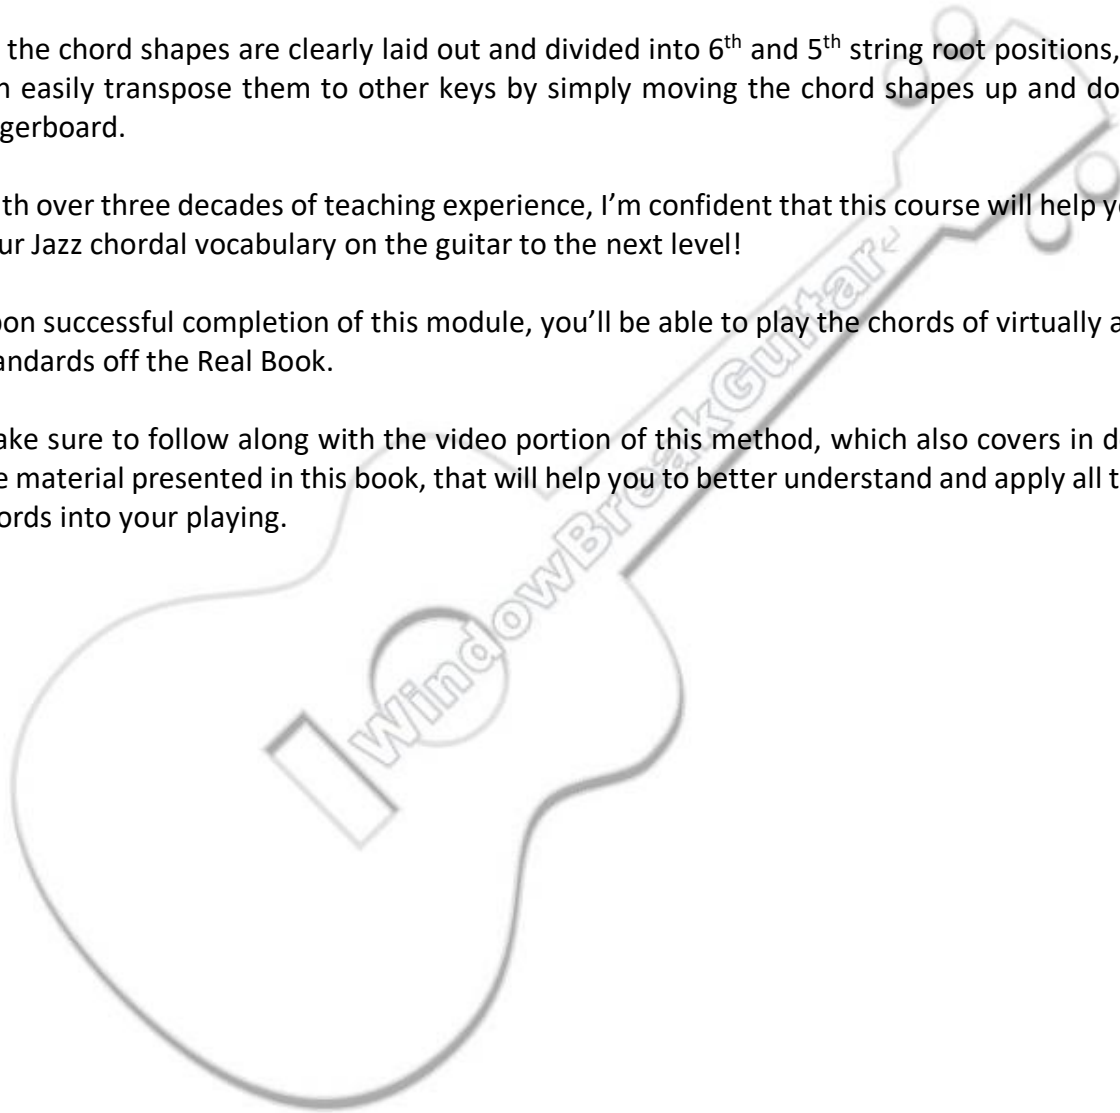 the chord shapes are clearly laid out and divided into 6th and 5th string root positions,
n easily transpose them to other keys by simply moving the chord shapes up and do
gerboard.
th over three decades of teaching experience, I’m confident that this course will help y
ur Jazz chordal vocabulary on the guitar to the next level!
on successful completion of this module, you’ll be able to play the chords of virtually a
andards off the Real Book.
ake sure to follow along with the video portion of this method, which also covers in d
e material presented in this book, that will help you to better understand and apply all t
ords into your playing.
WindowBreakGuitar